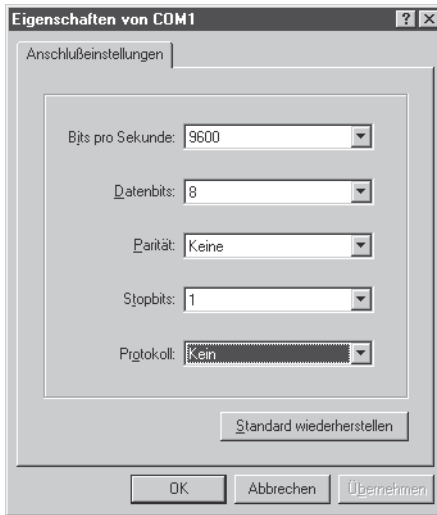 Eigenschaften von COM1
Anschlußeinstellungen
Bits pro Sekunde: 9600
Datenbits: 8
Parität: Keine
Stopbits: 1
Protokoll: Kein
Standard wiederherstellen
OK Abbrechen Übernehmen